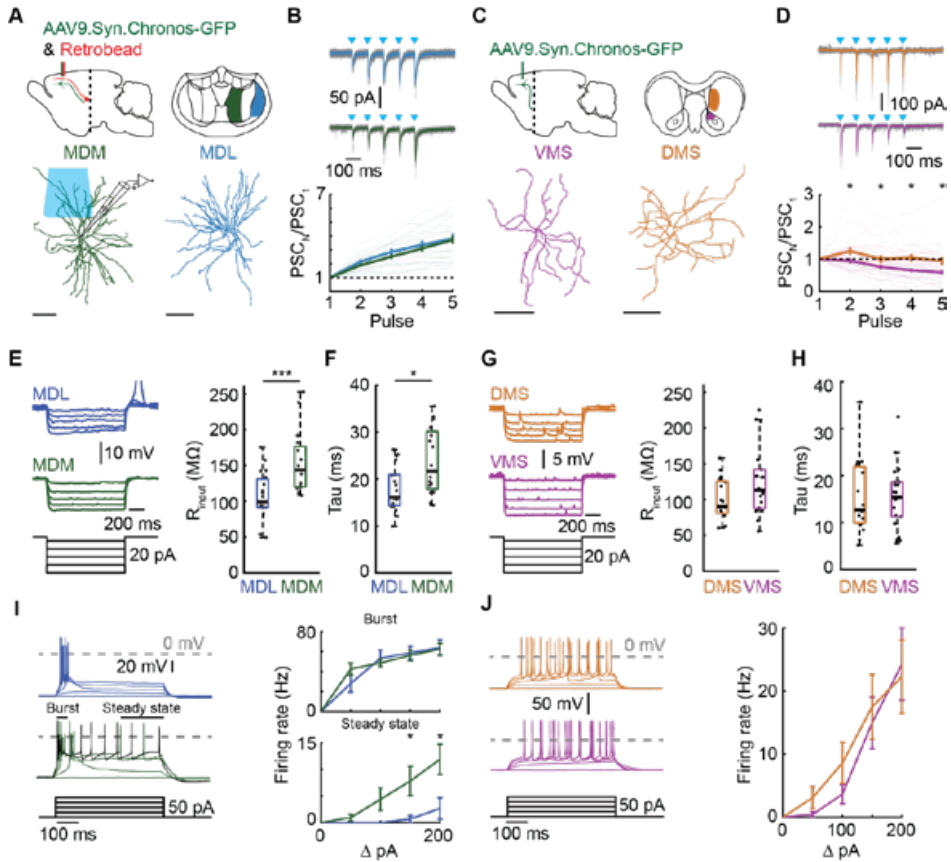 A
AAV9.Syn.Chronos-GFP
& Retrobead
MDM
MDL
B
50 pA
100 ms
7
1
PSC_N/PSC_1
1 2 3 4 5
Pulse
C
AAV9.Syn.Chronos-GFP
VMS
DMS
D
100 pA
100 ms
* * * *
3
2
1
0
PSC_N/PSC_1
1 2 3 4 5
Pulse
E
MDL
10 mV
MDM
200 ms
20 pA
***
250
200
150
100
50
0
R_input (MΩ)
MDL MDM
F
*
40
30
20
10
0
Tau (ms)
MDL MDM
G
DMS
5 mV
VMS
200 ms
20 pA
250
200
150
100
50
0
R_input (MΩ)
DMS VMS
H
40
30
20
10
0
Tau (ms)
DMS VMS
I
0 mV
20 mV
Burst
Steady state
50 pA
100 ms
Burst
80
0
Firing rate (Hz)
Steady state
* *
15
0
Firing rate (Hz)
0 100 200
Δ pA
J
0 mV
50 mV
50 pA
100 ms
30
20
10
0
Firing rate (Hz)
0 100 200
Δ pA